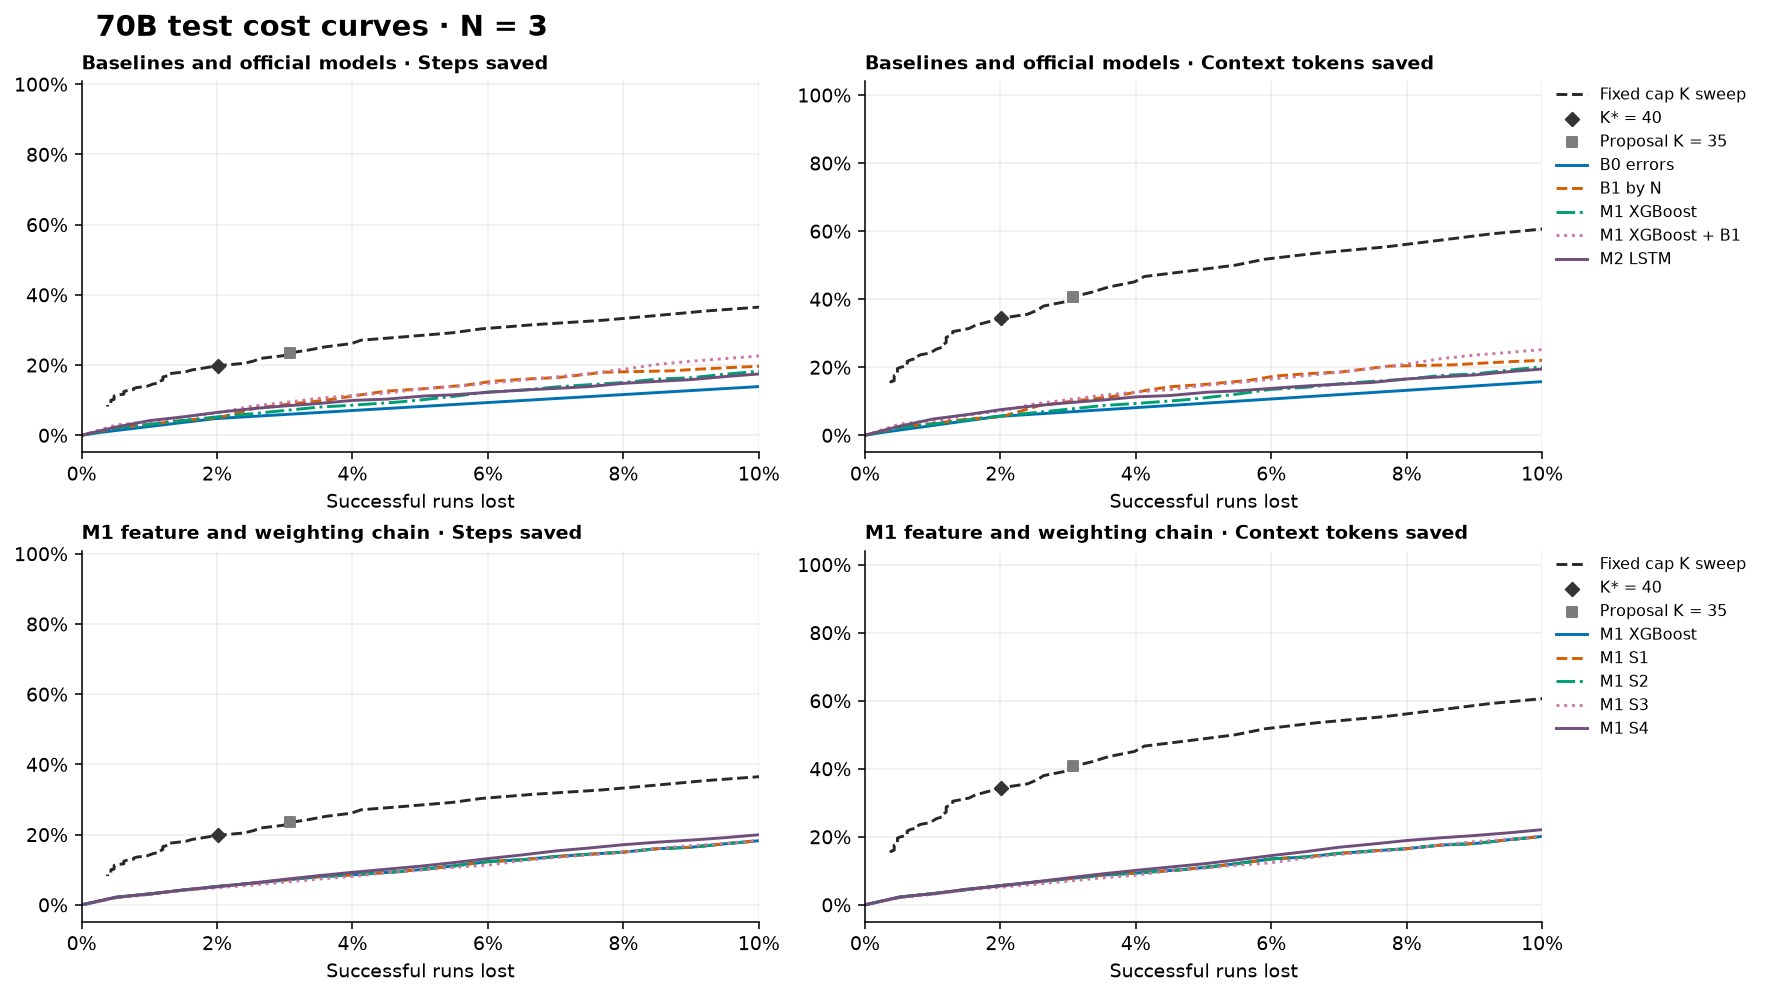 70B test cost curves · N = 3
Baselines and official models · Steps saved
100%
80%
60%
40%
20%
0%
0% 2% 4% 6% 8% 10%
Successful runs lost
Baselines and official models · Context tokens saved
100%
80%
60%
40%
20%
0%
0% 2% 4% 6% 8% 10%
Successful runs lost
Fixed cap K sweep
K* = 40
Proposal K = 35
B0 errors
B1 by N
M1 XGBoost
M1 XGBoost + B1
M2 LSTM
M1 feature and weighting chain · Steps saved
100%
80%
60%
40%
20%
0%
0% 2% 4% 6% 8% 10%
Successful runs lost
M1 feature and weighting chain · Context tokens saved
100%
80%
60%
40%
20%
0%
0% 2% 4% 6% 8% 10%
Successful runs lost
Fixed cap K sweep
K* = 40
Proposal K = 35
M1 XGBoost
M1 S1
M1 S2
M1 S3
M1 S4